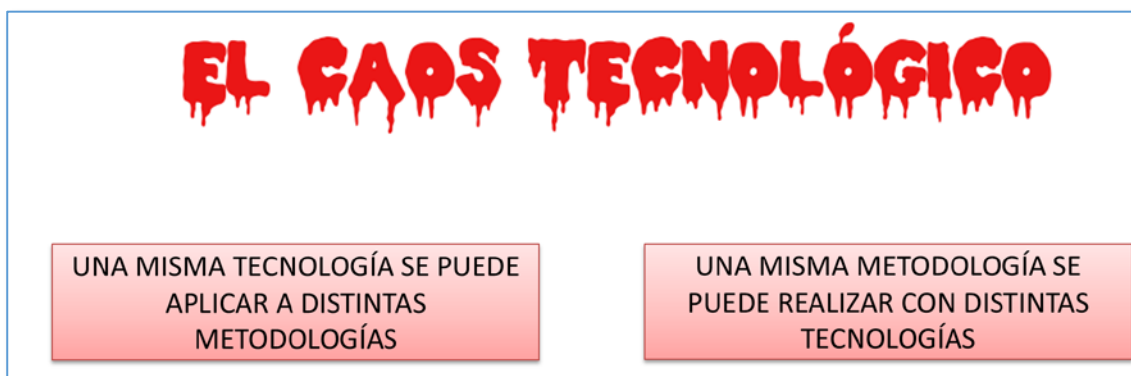 EL CAOS TECNOLÓGICO
UNA MISMA TECNOLOGÍA SE PUEDE
APLICAR A DISTINTAS
METODOLOGÍAS
UNA MISMA METODOLOGÍA SE
PUEDE REALIZAR CON DISTINTAS
TECNOLOGÍAS